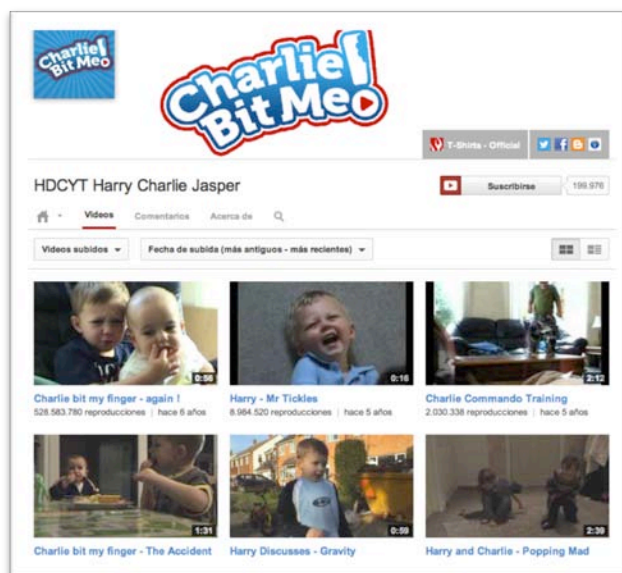 Charlie
Bit Me
Charlie
Bit Me
T-Shirts - Official
HDCYT Harry Charlie Jasper
Suscribirse
199.976
Videos
Comentarios
Acerca de
Videos subidos
Fecha de subida (más antiguos - más recientes)
0:56
0:16
2:12
Charlie bit my finger - again !
Harry - Mr Tickles
Charlie Commando Training
528.583.780 reproducciones | hace 6 años
8.984.520 reproducciones | hace 5 años
2.030.338 reproducciones | hace 5 años
1:31
0:59
2:39
Charlie bit my finger - The Accident
Harry Discusses - Gravity
Harry and Charlie - Popping Mad